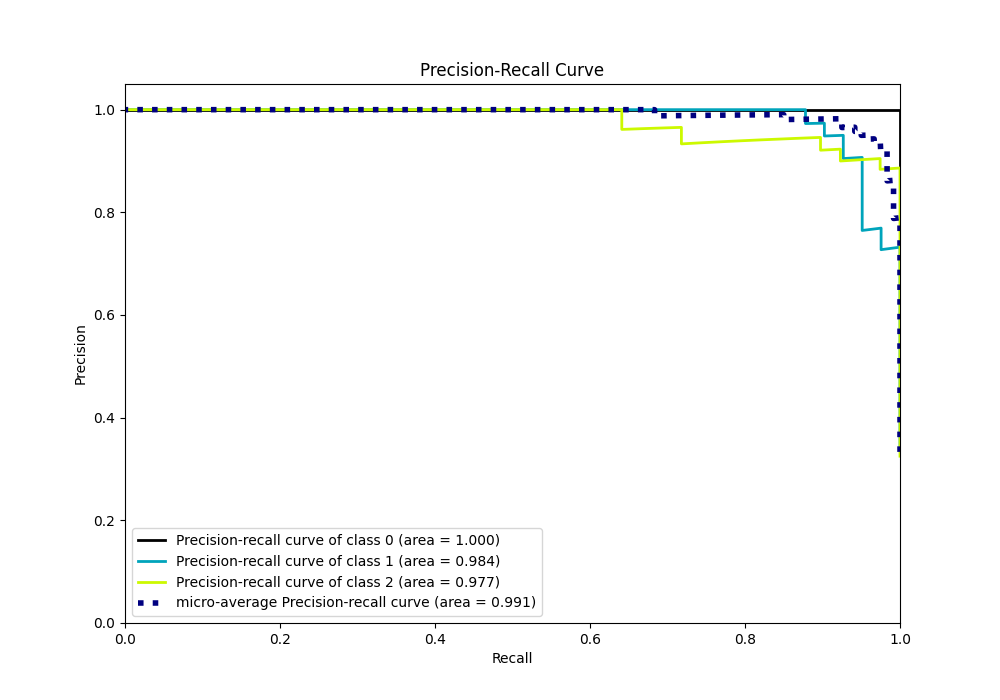 Precision-Recall Curve
1.0
0.8
0.6
0.4
0.2
0.0
Precision
Precision-recall curve of class 0 (area = 1.000)
Precision-recall curve of class 1 (area = 0.984)
Precision-recall curve of class 2 (area = 0.977)
micro-average Precision-recall curve (area = 0.991)
0.0 0.2 0.4 0.6 0.8 1.0
Recall